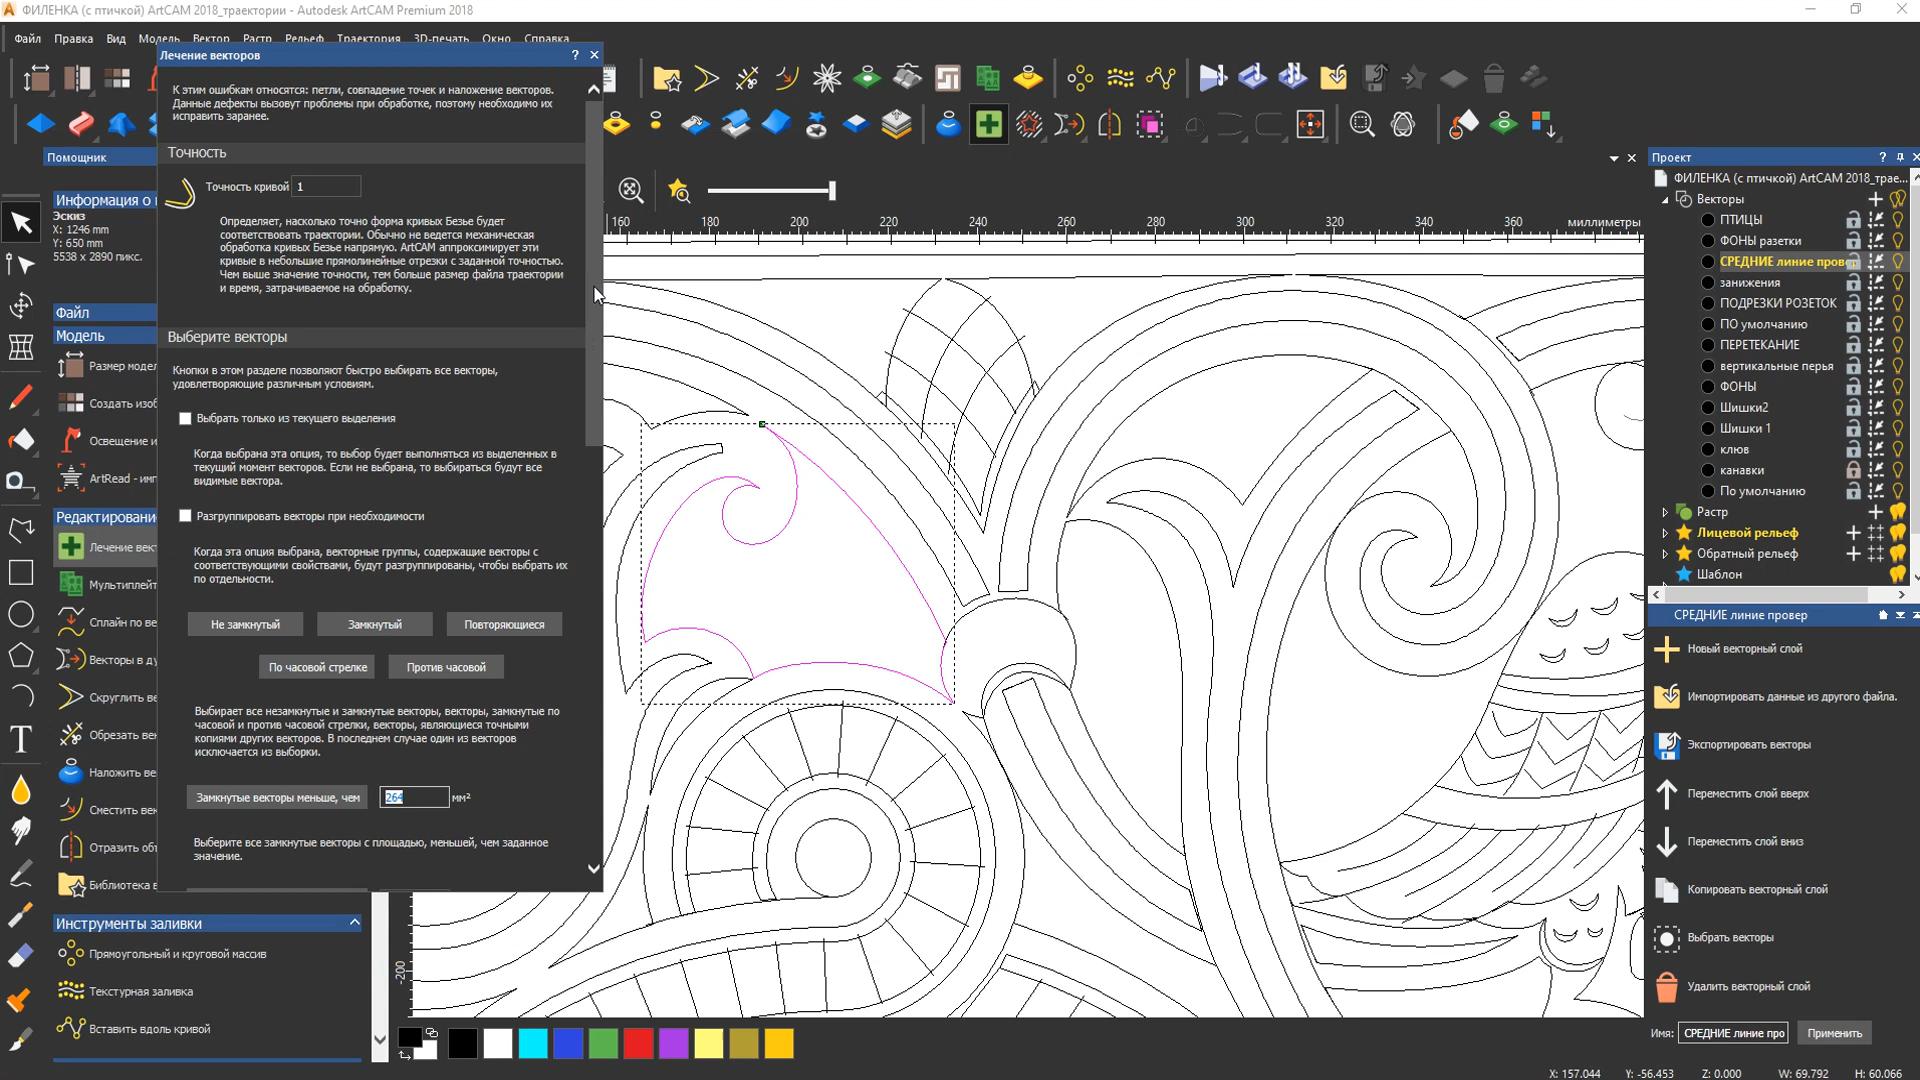 ФИЛЕНКА (с птичкой) ArtCAM 2018_траектории - Autodesk ArtCAM Premium 2018
Файл Правка Вид Модель Вектор Растр Рельеф Траектория 3D-печать Окно Справка
Лечение векторов
К этим ошибкам относятся: петли, совпадение точек и наложение векторов.
Данные дефекты вызовут проблемы при обработке, поэтому необходимо их
исправить заранее.
Точность
Точность кривой 1
Определяет, насколько точно форма кривых Безье будет
соответствовать траектории. Обычно не ведется механическая
обработка кривых Безье напрямую. ArtCAM аппроксимирует эти
кривые в небольшие прямолинейные отрезки с заданной точностью.
Чем выше значение точности, тем больше размер файла траектории
и время, затрачиваемое на обработку.
Выберите векторы
Кнопки в этом разделе позволяют быстро выбирать все векторы,
удовлетворяющие различным условиям.
Выбрать только из текущего выделения
Когда выбрана эта опция, то выбор будет выполняться из выделенных в
текущий момент векторов. Если не выбрана, то выбираться будут все
видимые вектора.
Разгруппировать векторы при необходимости
Когда эта опция выбрана, векторные группы, содержащие векторы с
соответствующими свойствами, будут разгруппированы, чтобы выбрать их
по отдельности.
Не замкнутый Замкнутый Повторяющиеся
По часовой стрелке Против часовой
Выбирает все незамкнутые и замкнутые векторы, векторы, замкнутые по
часовой и против часовой стрелки, векторы, являющиеся точными
копиями других векторов. В последнем случае один из векторов
исключается из выборки.
Замкнутые векторы меньше, чем 264 мм²
Выберите все замкнутые векторы с площадью, меньшей, чем заданное
значение.
Помощник
Информация о
Эскиз
X: 1246 mm
Y: 650 mm
5538 x 2890 пикс.
Файл
Модель
Размер модел
Создать изоб
Освещение и
ArtRead - имп
Редактировани
Лечение вект
Мультиплейт
Сплайн по ве
Векторы в ду
Скруглить ве
Обрезать вен
Наложить ве
Сместить век
Отразить об
Библиотека в
Инструменты заливки
Прямоугольный и круговой массив
Текстурная заливка
Вставить вдоль кривой
160 180 200 220 240 260 280 300 320 340 360 миллиметры
-200
Проект
ФИЛЕНКА (с птичкой) ArtCAM 2018_трае...
Векторы
ПТИЦЫ
ФОНЫ разетки
СРЕДНИЕ линие прове
занижения
ПОДРЕЗКИ РОЗЕТОК
ПО умолчанию
ПЕРЕТЕКАНИЕ
вертикальные перья
ФОНЫ
Шишки2
Шишки 1
клюв
канавки
По умолчанию
Растр
Лицевой рельеф
Обратный рельеф
Шаблон
СРЕДНИЕ линие провер
Новый векторный слой
Импортировать данные из другого файла.
Экспортировать векторы
Переместить слой вверх
Переместить слой вниз
Копировать векторный слой
Выбрать векторы
Удалить векторный слой
Имя: СРЕДНИЕ линие про Применить
X: 157.044 Y: -56.453 Z: 0.000 W: 69.792 H: 60.066